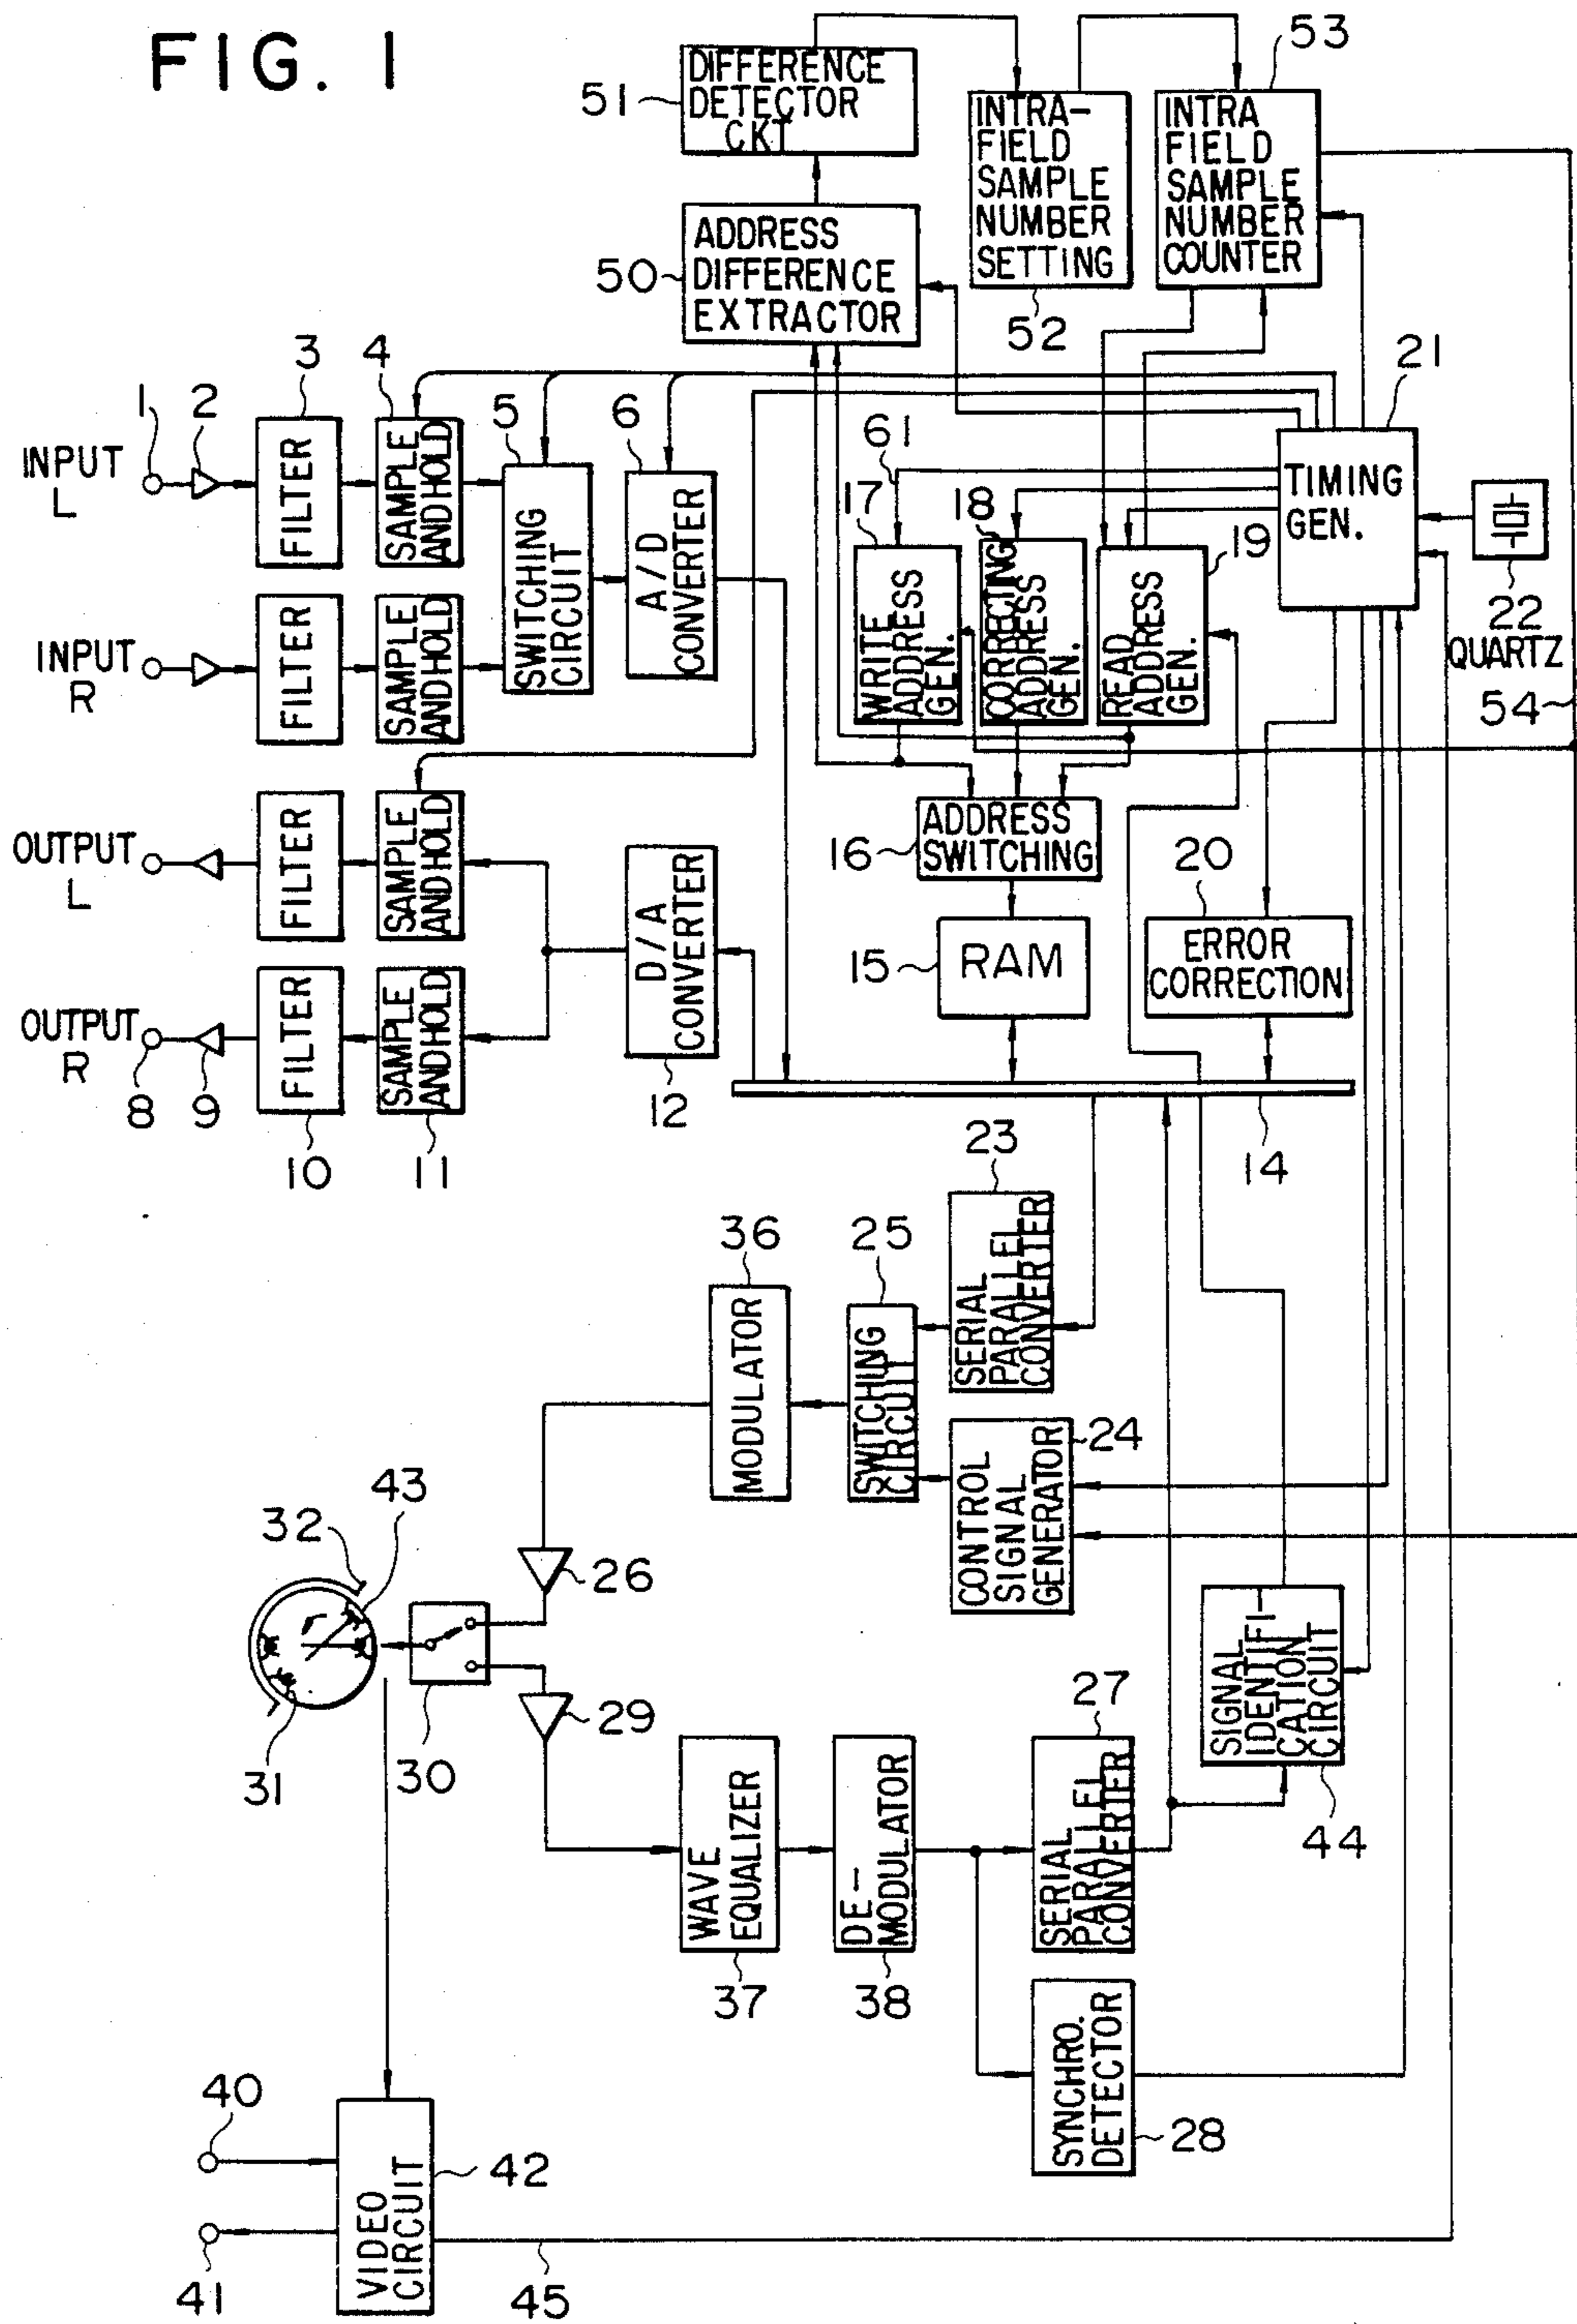 FIG. 1
51
DIFFERENCE
DETECTOR
CKT
53
INTRA-
FIELD
SAMPLE
NUMBER
SETTING
52
INTRA
FIELD
SAMPLE
NUMBER
COUNTER
50
ADDRESS
DIFFERENCE
EXTRACTOR
1
2
3
4
5
6
INPUT
L
FILTER
SAMPLE
AND HOLD
SWITCHING
CIRCUIT
A/D
CONVERTER
INPUT
R
FILTER
SAMPLE
AND HOLD
61
17
WRITE
ADDRESS
GEN.
18
CORRECTING
ADDRESS
GEN.
19
READ
ADDRESS
GEN.
21
TIMING
GEN.
22
QUARTZ
54
OUTPUT
L
FILTER
SAMPLE
AND HOLD
D/A
CONVERTER
12
OUTPUT
R
8
9
FILTER
10
SAMPLE
AND HOLD
11
16
ADDRESS
SWITCHING
15
RAM
20
ERROR
CORRECTION
14
23
SERIAL
PARALLEL
CONVERTER
36
MODULATOR
25
SWITCHING
CIRCUIT
24
CONTROL
SIGNAL
GENERATOR
32
43
26
31
30
29
SIGNAL
IDENTIFI-
CATION
CIRCUIT
44
WAVE
EQUALIZER
37
DE-
MODULATOR
38
27
SERIAL
PARALLEL
CONVERTER
SYNCHRO.
DETECTOR
28
40
41
VIDEO
CIRCUIT
42
45